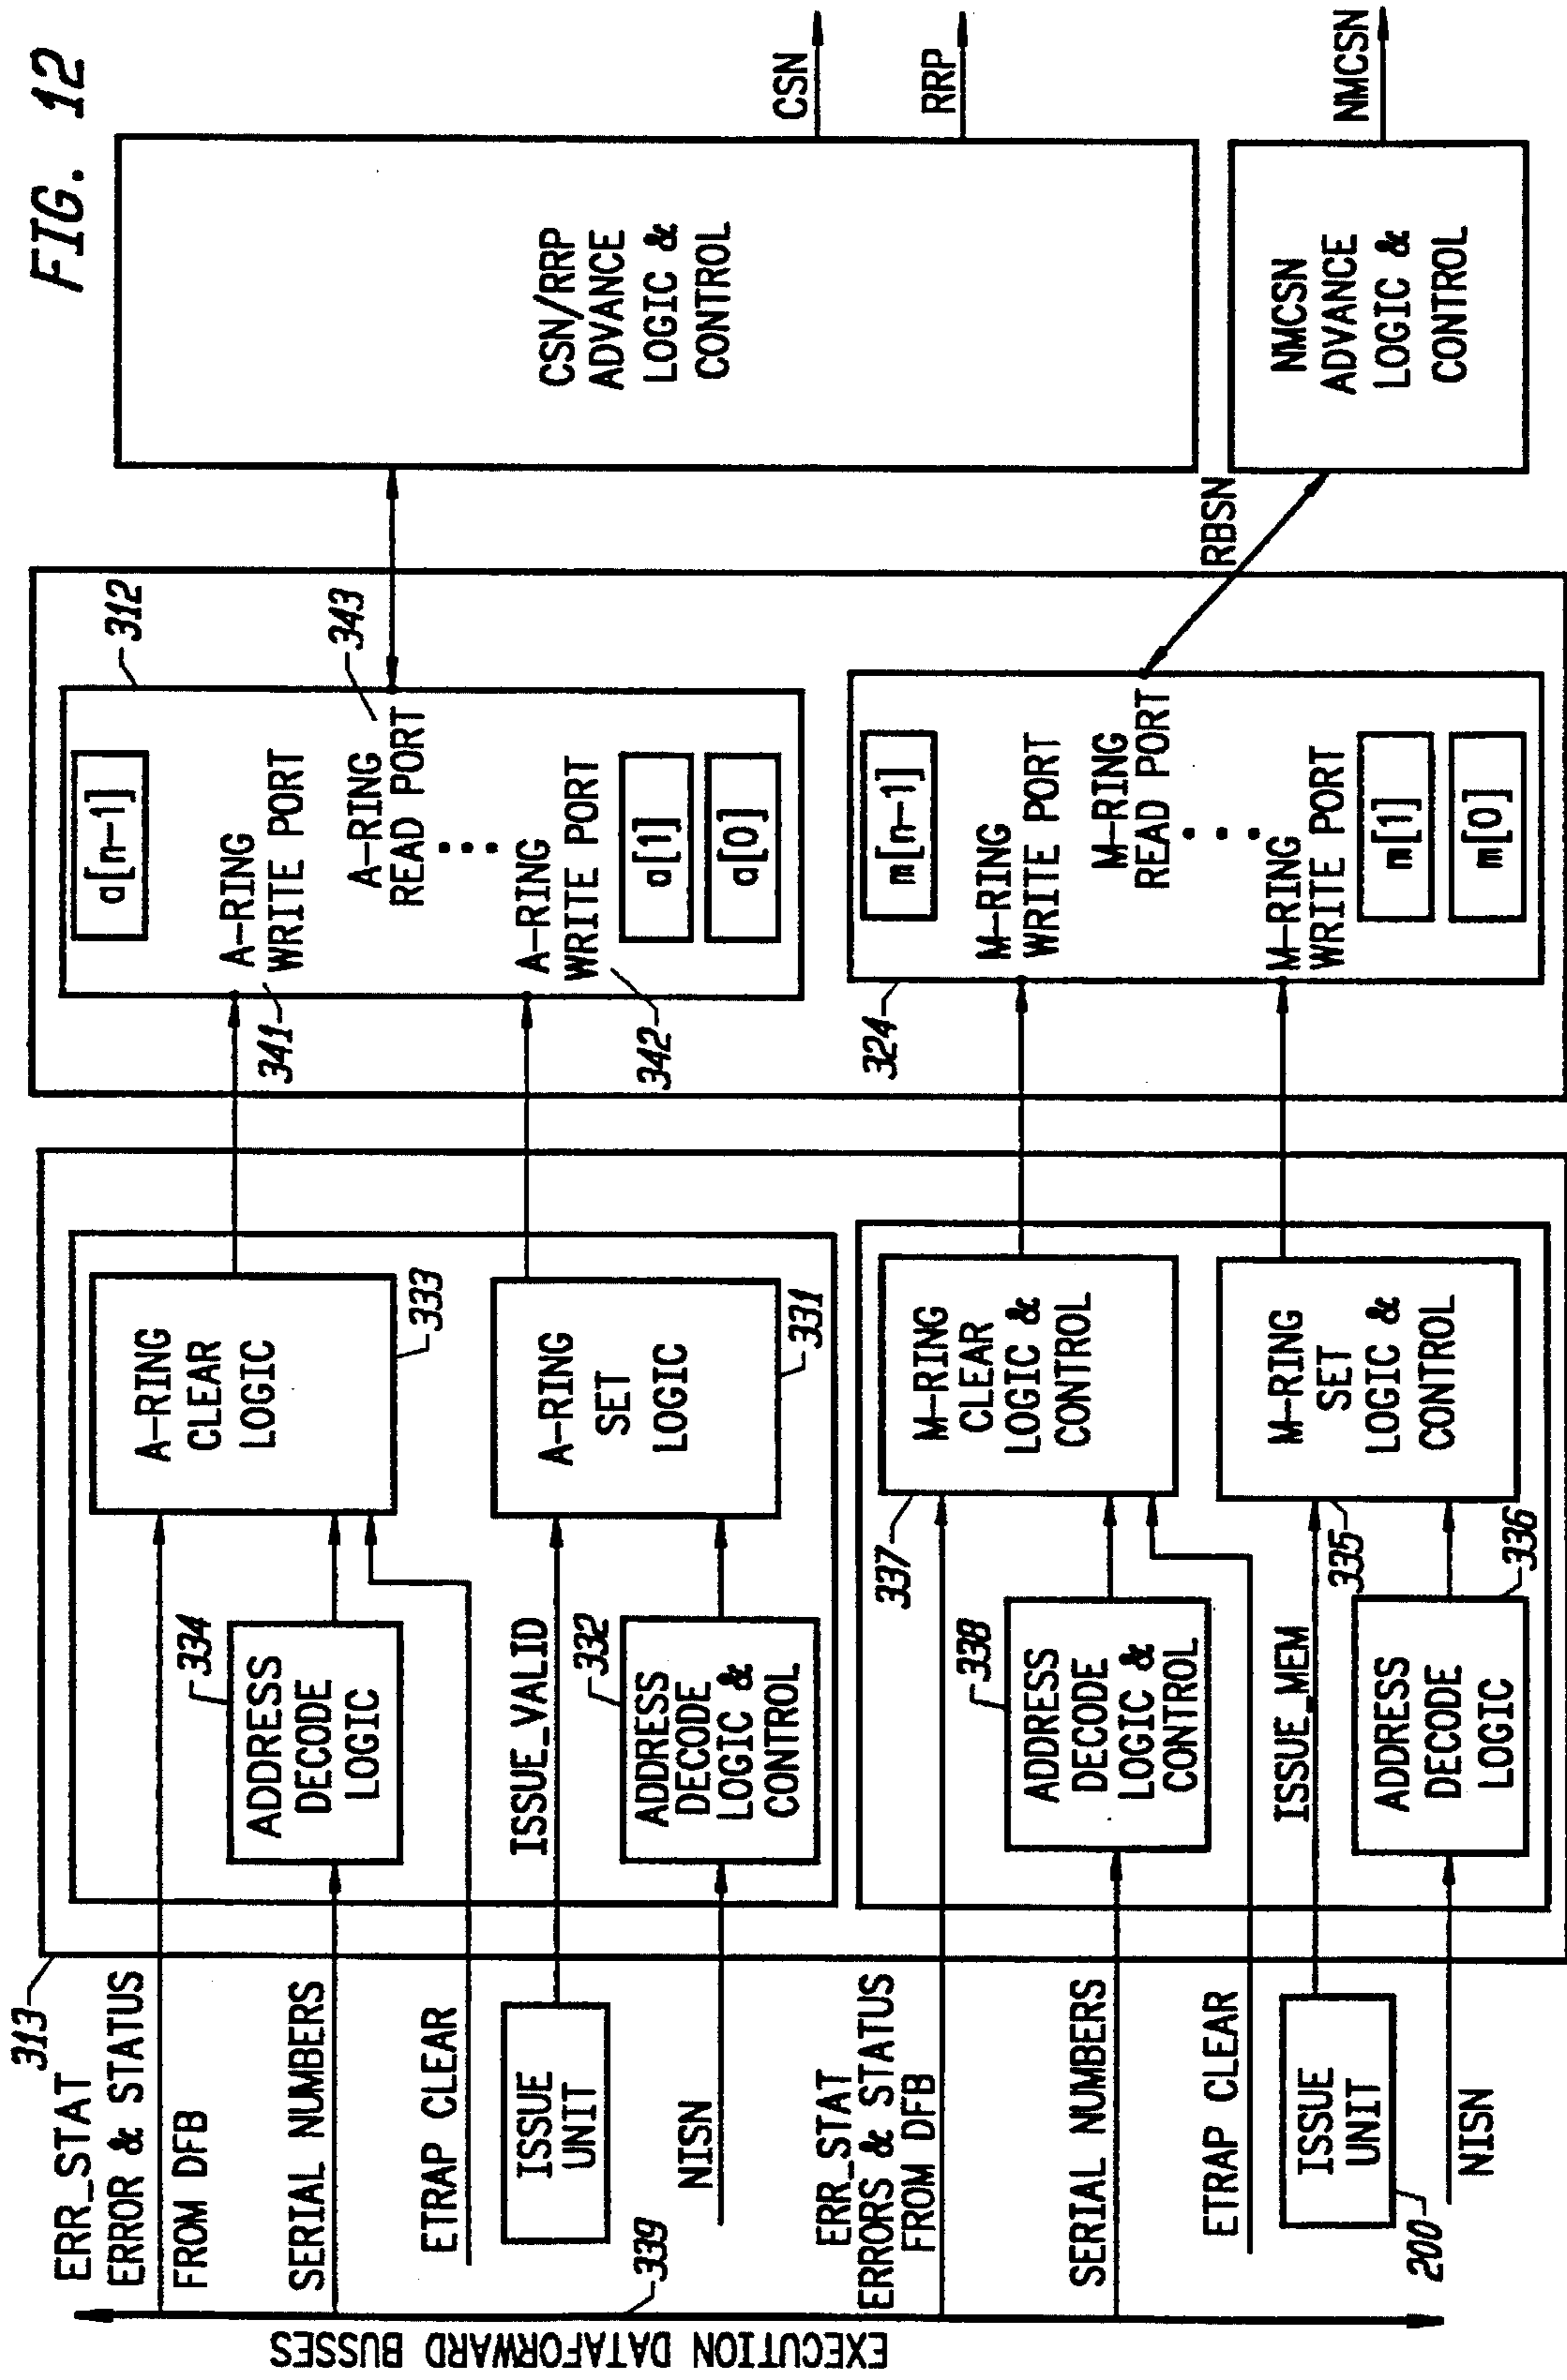 FIG. 12
313
ERR_STAT
ERROR & STATUS
FROM DFB
SERIAL NUMBERS
ETRAP CLEAR
ISSUE
UNIT
NISN
339
EXECUTION DATAFORWARD BUSSES
334
ADDRESS
DECODE
LOGIC
ISSUE_VALID
332
ADDRESS
DECODE
LOGIC &
CONTROL
A-RING
CLEAR
LOGIC
333
A-RING
SET
LOGIC
331
ERR_STAT
ERRORS & STATUS
FROM DFB
SERIAL NUMBERS
ETRAP CLEAR
ISSUE
UNIT
200
NISN
337
338
ADDRESS
DECODE
LOGIC &
CONTROL
ISSUE_MEM
335
336
ADDRESS
DECODE
LOGIC
M-RING
CLEAR
LOGIC &
CONTROL
M-RING
SET
LOGIC &
CONTROL
312
a[n-1]
341
A-RING
WRITE PORT
343
A-RING
READ PORT
342
A-RING
WRITE PORT
a[1]
a[0]
324
m[n-1]
M-RING
WRITE PORT
M-RING
READ PORT
M-RING
WRITE PORT
m[1]
m[0]
RBSN
CSN/RRP
ADVANCE
LOGIC &
CONTROL
CSN
RRP
NMCSN
ADVANCE
LOGIC &
CONTROL
NMCSN